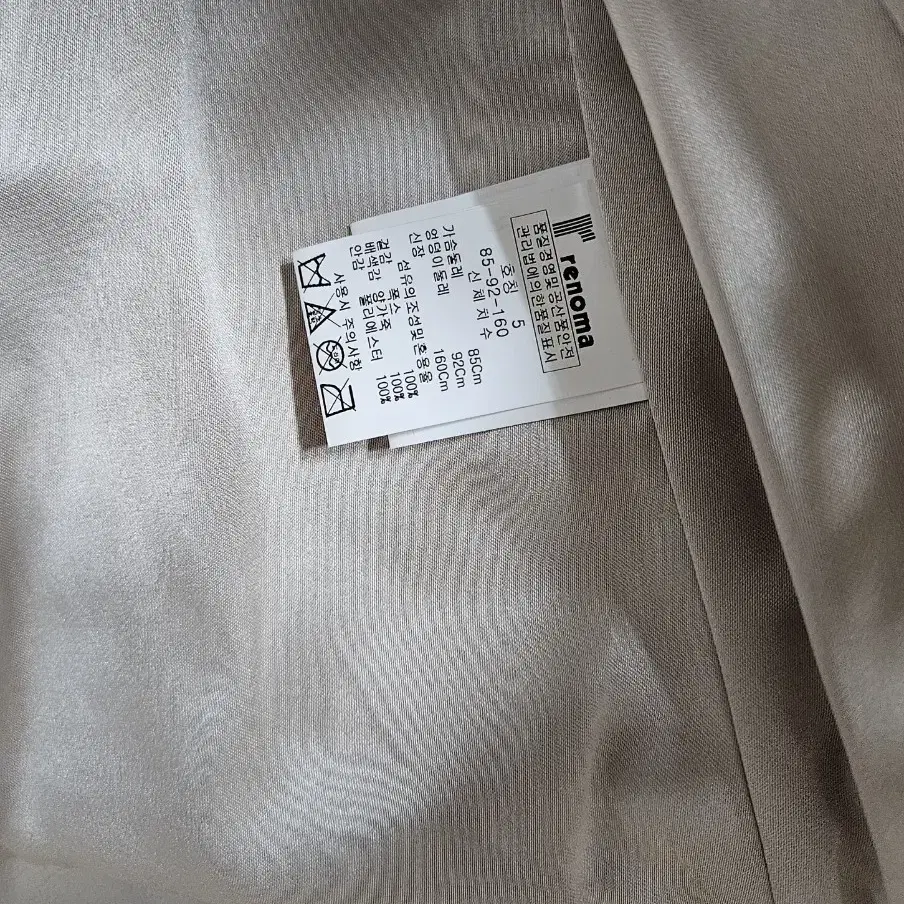 renoma
품질경영및공산품안전
관리법에의한품질표시
호칭 5
85-92-160
신체치수
가슴둘레 85Cm
엉덩이둘레 92Cm
신장 160Cm
섬유의조성및혼용율
겉감 폭스 100%
배색감 양가죽 100%
안감 폴리에스터 100%
사용시 주의사항